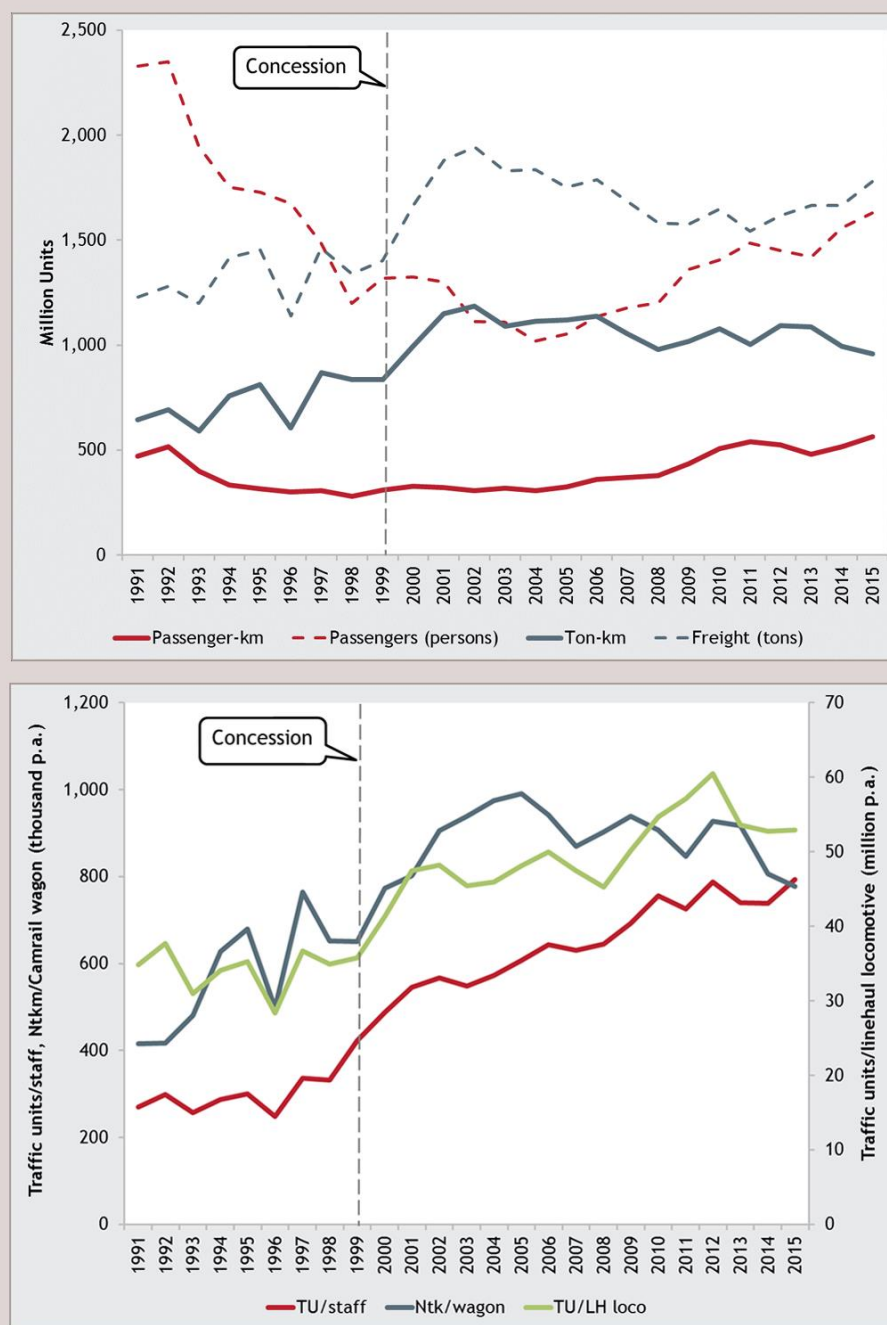 2,500
Concession
2,000
1,500
Million Units
1,000
500
0
1991 1992 1993 1994 1995 1996 1997 1998 1999 2000 2001 2002 2003 2004 2005 2006 2007 2008 2009 2010 2011 2012 2013 2014 2015
Passenger-km Passengers (persons) Ton-km Freight (tons)
1,200 70
Concession
1,000 60
50
800
40
600
30
400
20
200
10
0 0
Traffic units/staff, Ntkm/Camrail wagon (thousand p.a.)
Traffic units/linehaul locomotive (million p.a.)
1991 1992 1993 1994 1995 1996 1997 1998 1999 2000 2001 2002 2003 2004 2005 2006 2007 2008 2009 2010 2011 2012 2013 2014 2015
TU/staff Ntk/wagon TU/LH loco